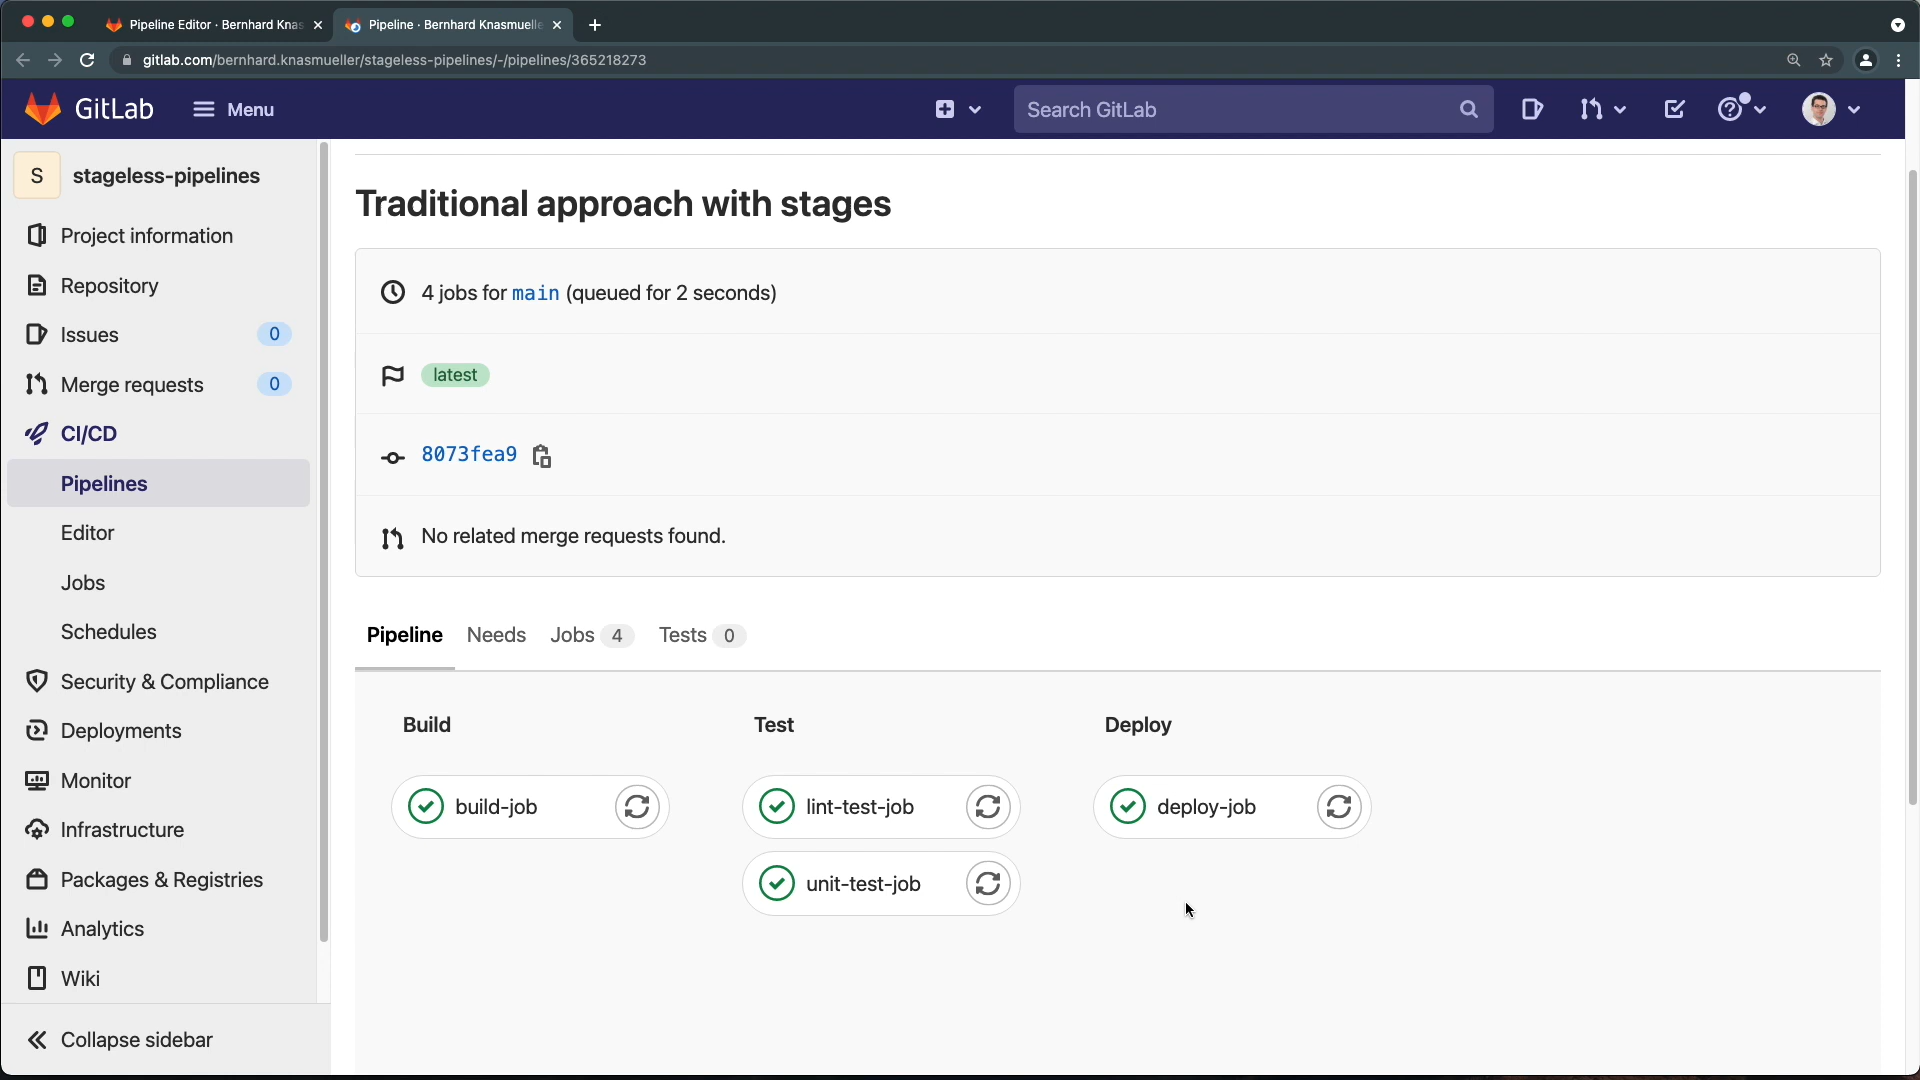 Pipeline Editor · Bernhard Knas
Pipeline · Bernhard Knasmuelle
gitlab.com/bernhard.knasmueller/stageless-pipelines/-/pipelines/365218273
GitLab
Menu
Search GitLab
S
stageless-pipelines
Project information
Repository
Issues 0
Merge requests 0
CI/CD
Pipelines
Editor
Jobs
Schedules
Security & Compliance
Deployments
Monitor
Infrastructure
Packages & Registries
Analytics
Wiki
Collapse sidebar
Traditional approach with stages
4 jobs for main (queued for 2 seconds)
latest
8073fea9
No related merge requests found.
Pipeline Needs Jobs 4 Tests 0
Build Test Deploy
build-job lint-test-job deploy-job
unit-test-job